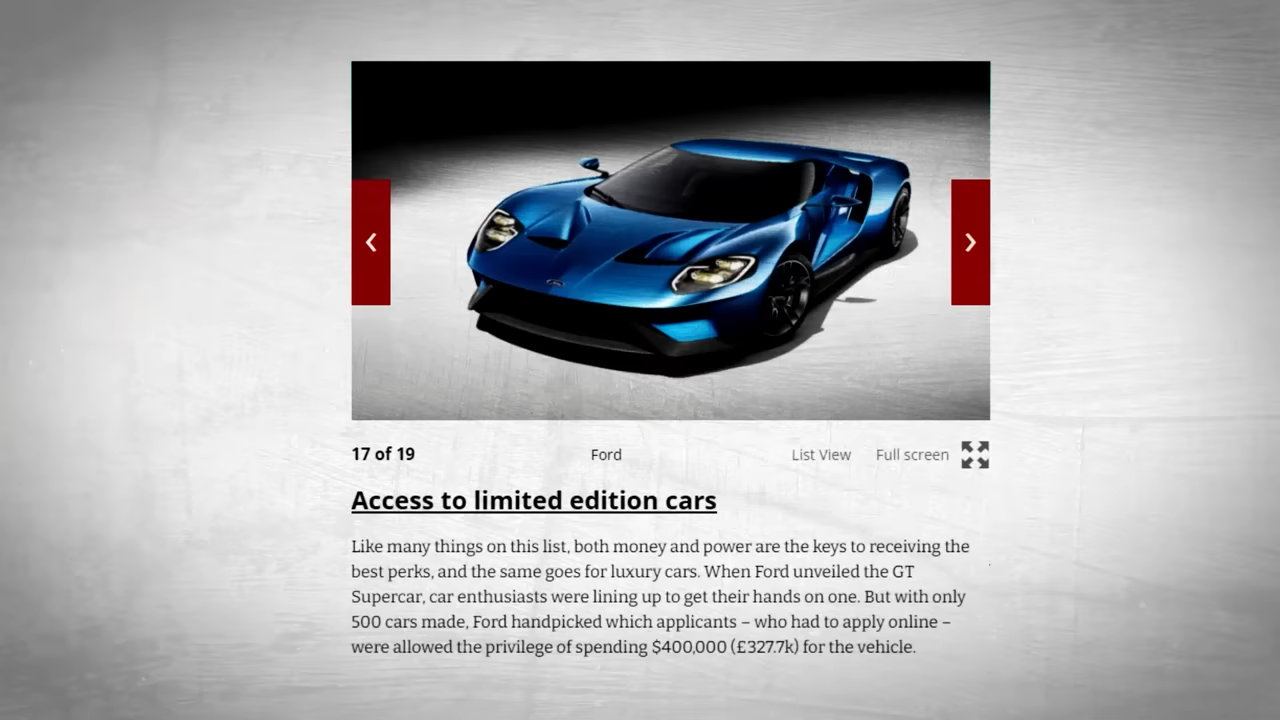 17 of 19
Ford
List View
Full screen
Access to limited edition cars
Like many things on this list, both money and power are the keys to receiving the
best perks, and the same goes for luxury cars. When Ford unveiled the GT
Supercar, car enthusiasts were lining up to get their hands on one. But with only
500 cars made, Ford handpicked which applicants – who had to apply online –
were allowed the privilege of spending $400,000 (£327.7k) for the vehicle.